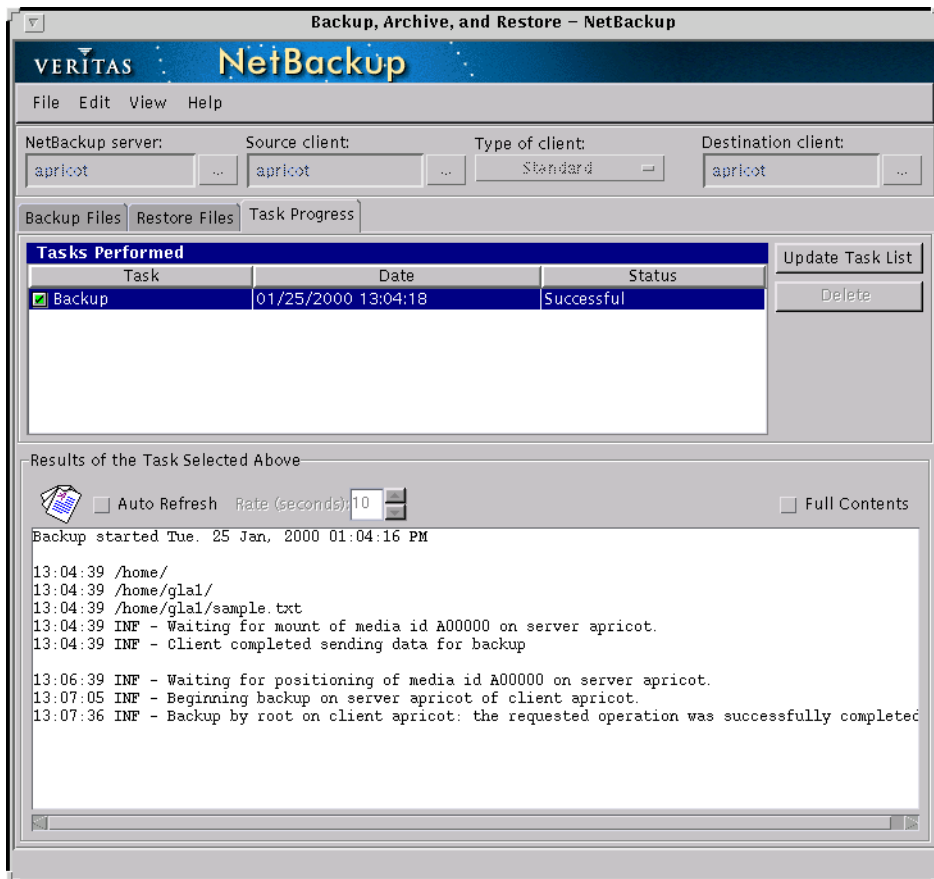 Backup, Archive, and Restore – NetBackup
VERITAS NetBackup
File Edit View Help
NetBackup server: Source client: Type of client: Destination client:
apricot ... apricot ... Standard apricot ...
Backup Files Restore Files Task Progress
Tasks Performed
Update Task List
Task Date Status
Backup 01/25/2000 13:04:18 Successful
Delete
Results of the Task Selected Above
Auto Refresh Rate (seconds): 10 Full Contents
Backup started Tue. 25 Jan, 2000 01:04:16 PM
13:04:39 /home/
13:04:39 /home/gla1/
13:04:39 /home/gla1/sample.txt
13:04:39 INF - Waiting for mount of media id A00000 on server apricot.
13:04:39 INF - Client completed sending data for backup
13:06:39 INF - Waiting for positioning of media id A00000 on server apricot.
13:07:05 INF - Beginning backup on server apricot of client apricot.
13:07:36 INF - Backup by root on client apricot: the requested operation was successfully completed